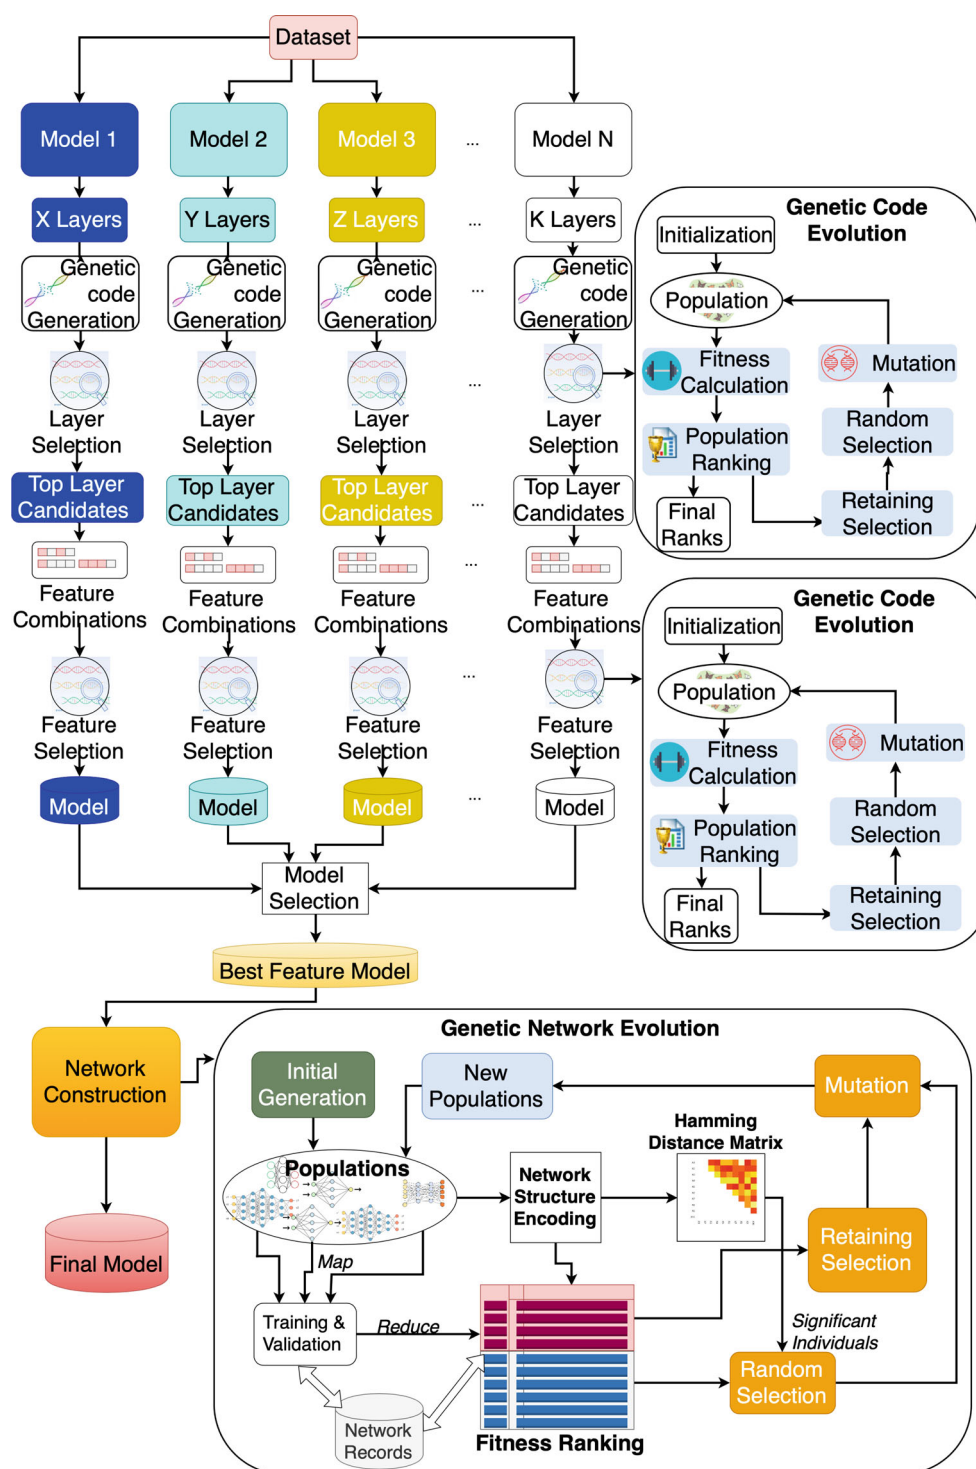 Dataset
Model 1
Model 2
Model 3
...
Model N
X Layers
Y Layers
Z Layers
...
K Layers
Genetic
code
Generation
Genetic
code
Generation
Genetic
code
Generation
...
Genetic
code
Generation
Layer
Selection
Layer
Selection
Layer
Selection
...
Layer
Selection
Top Layer
Candidates
Top Layer
Candidates
Top Layer
Candidates
...
Top Layer
Candidates
...
Feature
Combinations
Feature
Combinations
Feature
Combinations
Feature
Combinations
...
Feature
Selection
Feature
Selection
Feature
Selection
Feature
Selection
Model
Model
Model
...
Model
Model
Selection
Best Feature Model
Genetic Code
Evolution
Initialization
Population
Fitness
Calculation
Population
Ranking
Final
Ranks
Mutation
Random
Selection
Retaining
Selection
Genetic Code
Evolution
Initialization
Population
Fitness
Calculation
Population
Ranking
Final
Ranks
Mutation
Random
Selection
Retaining
Selection
Network
Construction
Final Model
Genetic Network Evolution
Initial
Generation
New
Populations
Mutation
Populations
Network
Structure
Encoding
Hamming
Distance Matrix
Retaining
Selection
Map
Training &
Validation
Reduce
Significant
Individuals
Random
Selection
Network
Records
Fitness Ranking